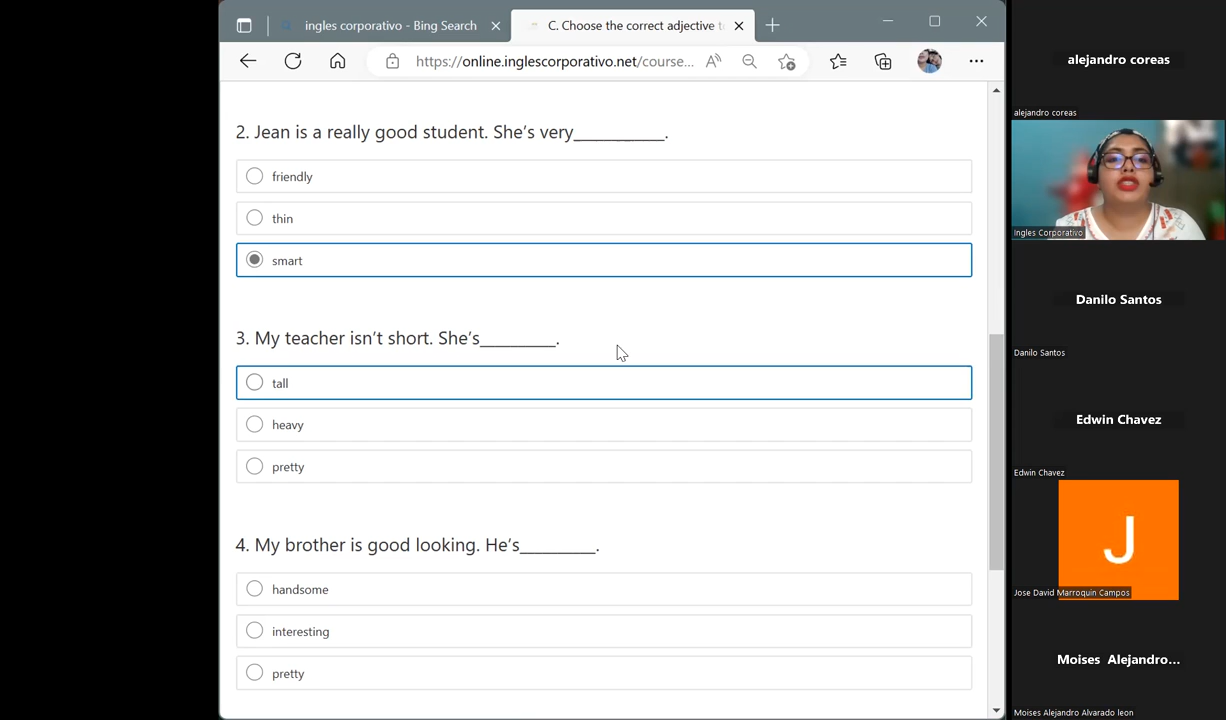 ingles corporativo - Bing Search
C. Choose the correct adjective t
https://online.inglescorporativo.net/course...
2. Jean is a really good student. She's very__________.
friendly
thin
smart
3. My teacher isn't short. She's________.
tall
heavy
pretty
4. My brother is good looking. He's________.
handsome
interesting
pretty
alejandro coreas
alejandro coreas
Ingles Corporativo
Danilo Santos
Danilo Santos
Edwin Chavez
Edwin Chavez
J
Jose David Marroquin Campos
Moises Alejandro...
Moises Alejandro Alvarado leon